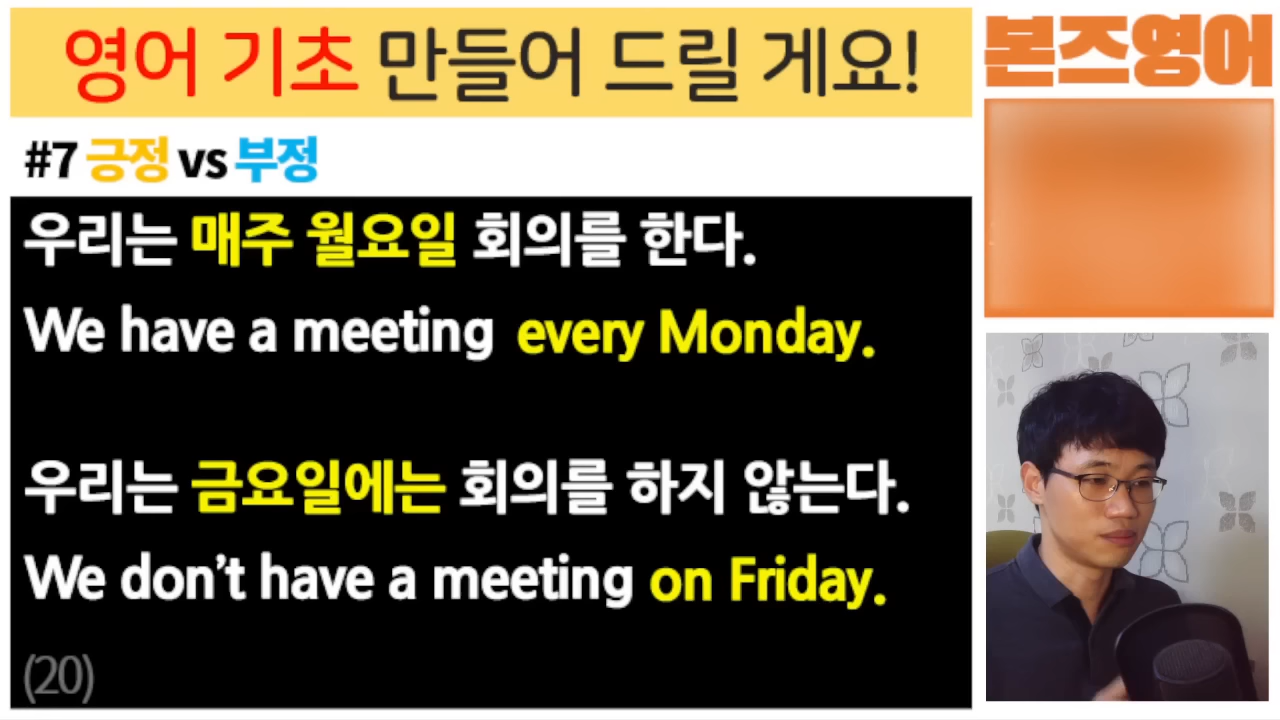 영어 기초 만들어 드릴 게요!
본즈영어
#7 긍정 vs 부정
우리는 매주 월요일 회의를 한다.
We have a meeting every Monday.
우리는 금요일에는 회의를 하지 않는다.
We don't have a meeting on Friday.
(20)